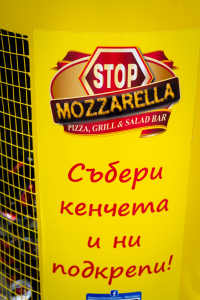 STOP
MOZZARELLA
PIZZA, GRILL & SALAD BAR
Събери
кенчета
и ни
подкрепи!